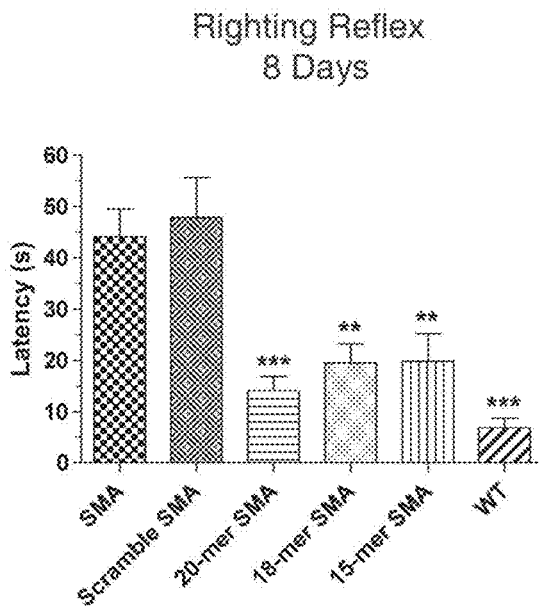 Righting Reflex
8 Days
60
50
40
30
20
10
0
Latency (s)
***
**
**
***
SMA
Scramble SMA
20-mer SMA
18-mer SMA
15-mer SMA
WT